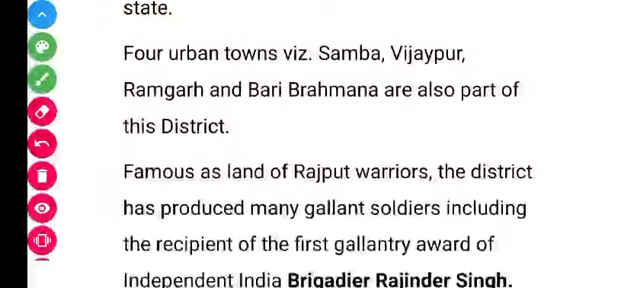 state.
Four urban towns viz. Samba, Vijaypur,
Ramgarh and Bari Brahmana are also part of
this District.
Famous as land of Rajput warriors, the district
has produced many gallant soldiers including
the recipient of the first gallantry award of
Independent India Brigadier Rajinder Singh.